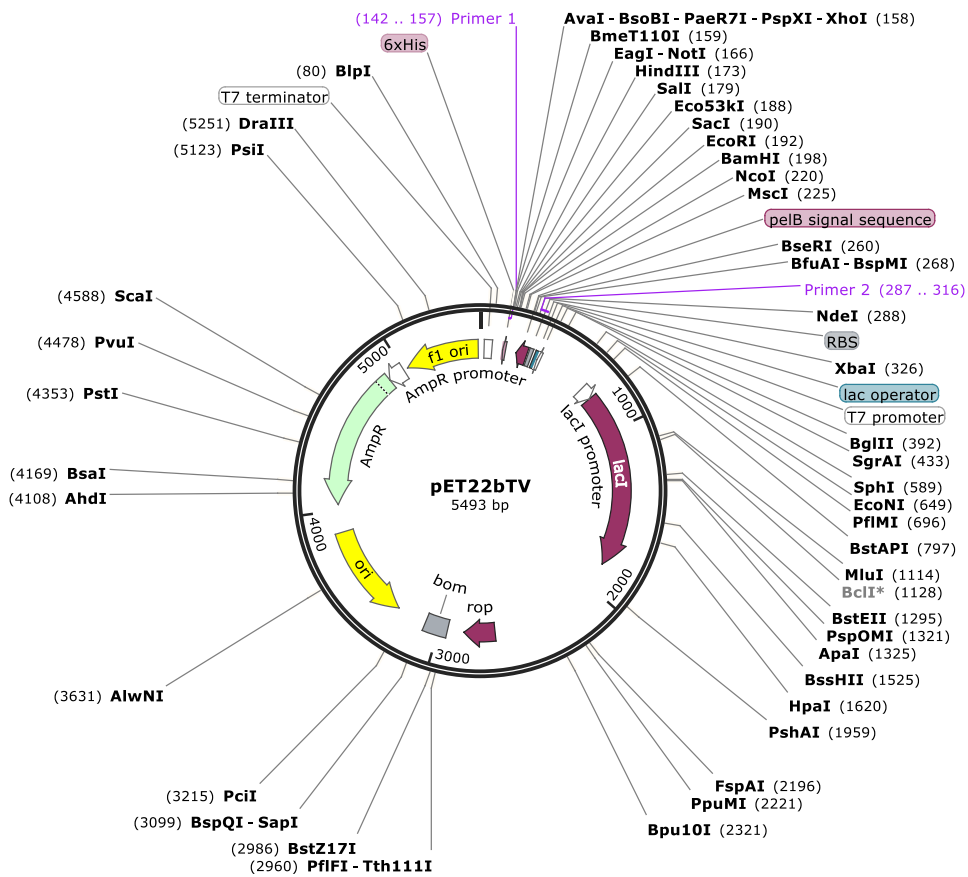 (142 .. 157) Primer 1
6xHis
(80) BlpI
T7 terminator
(5251) DraIII
(5123) PsiI
(4588) ScaI
(4478) PvuI
(4353) PstI
(4169) BsaI
(4108) AhdI
(3631) AlwNI
(3215) PciI
(3099) BspQI - SapI
(2986) BstZ17I
(2960) PflFI - Tth111I
AvaI - BsoBI - PaeR7I - PspXI - XhoI (158)
BmeT110I (159)
EagI - NotI (166)
HindIII (173)
SalI (179)
Eco53kI (188)
SacI (190)
EcoRI (192)
BamHI (198)
NcoI (220)
MscI (225)
pelB signal sequence
BseRI (260)
BfuAI - BspMI (268)
Primer 2 (287 .. 316)
NdeI (288)
RBS
XbaI (326)
lac operator
T7 promoter
BglII (392)
SgrAI (433)
SphI (589)
EcoNI (649)
PflMI (696)
BstAPI (797)
MluI (1114)
BclI* (1128)
BstEII (1295)
PspOMI (1321)
ApaI (1325)
BssHII (1525)
HpaI (1620)
PshAI (1959)
FspAI (2196)
PpuMI (2221)
Bpu10I (2321)
5000
f1 ori
AmpR promoter
AmpR
lacI promoter
lacI
1000
pET22bTV
5493 bp
4000
ori
bom
rop
2000
3000